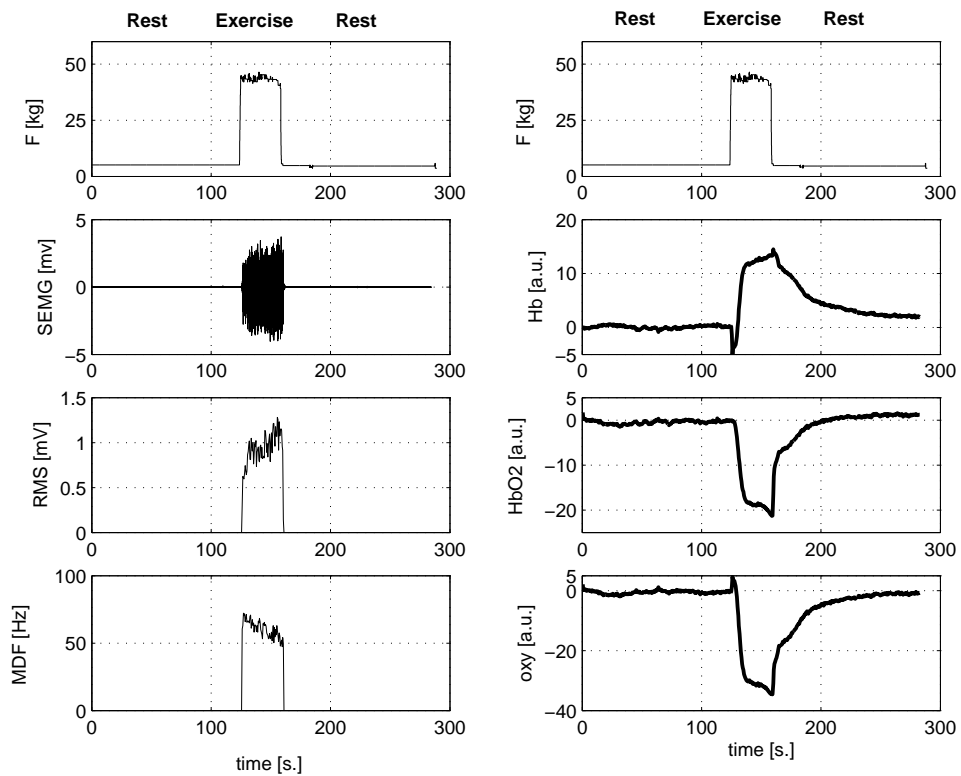 Rest Exercise Rest
50
25
0
F [kg]
0 100 200 300
5
0
−5
SEMG [mv]
0 100 200 300
1.5
1
0.5
0
RMS [mV]
0 100 200 300
100
50
0
MDF [Hz]
0 100 200 300
time [s.]
Rest Exercise Rest
50
25
0
F [kg]
0 100 200 300
20
10
0
−5
Hb [a.u.]
0 100 200 300
5
0
−10
−20
HbO2 [a.u.]
0 100 200 300
5
0
−20
−40
oxy [a.u.]
0 100 200 300
time [s.]